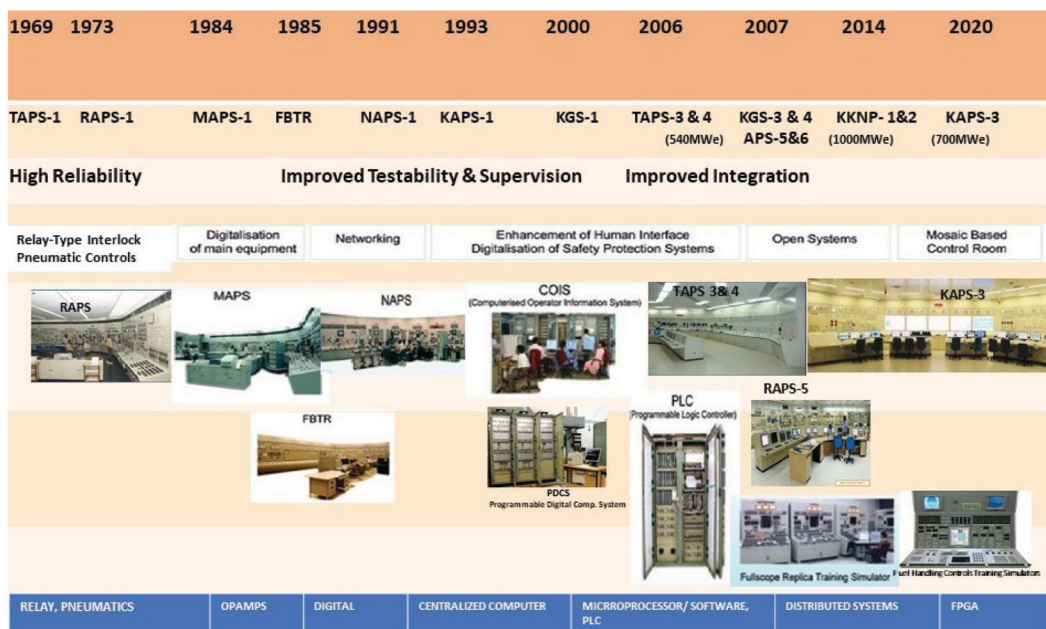 1969 1973 1984 1985 1991 1993 2000 2006 2007 2014 2020
TAPS-1 RAPS-1 MAPS-1 FBTR NAPS-1 KAPS-1 KGS-1 TAPS-3 & 4 KGS-3 & 4 KKNP- 1&2 KAPS-3
(540MWe) APS-5&6 (1000MWe) (700MWe)
High Reliability Improved Testability & Supervision Improved Integration
Relay-Type Interlock
Pneumatic Controls
Digitalisation
of main equipment
Networking
Enhancement of Human Interface
Digitalisation of Safety Protection Systems
Open Systems
Mosaic Based
Control Room
RAPS
MAPS
NAPS
COIS
(Computerised Operator Information System)
TAPS 3& 4
KAPS-3
FBTR
PDCS
Programmable Digital Comp. System
PLC
(Programmable Logic Controller)
RAPS-5
Fullscope Replica Training Simulator
Fuel Handling Controls Training Simulators
RELAY, PNEUMATICS
OPAMPS
DIGITAL
CENTRALIZED COMPUTER
MICRROPROCESSOR/ SOFTWARE,
PLC
DISTRIBUTED SYSTEMS
FPGA